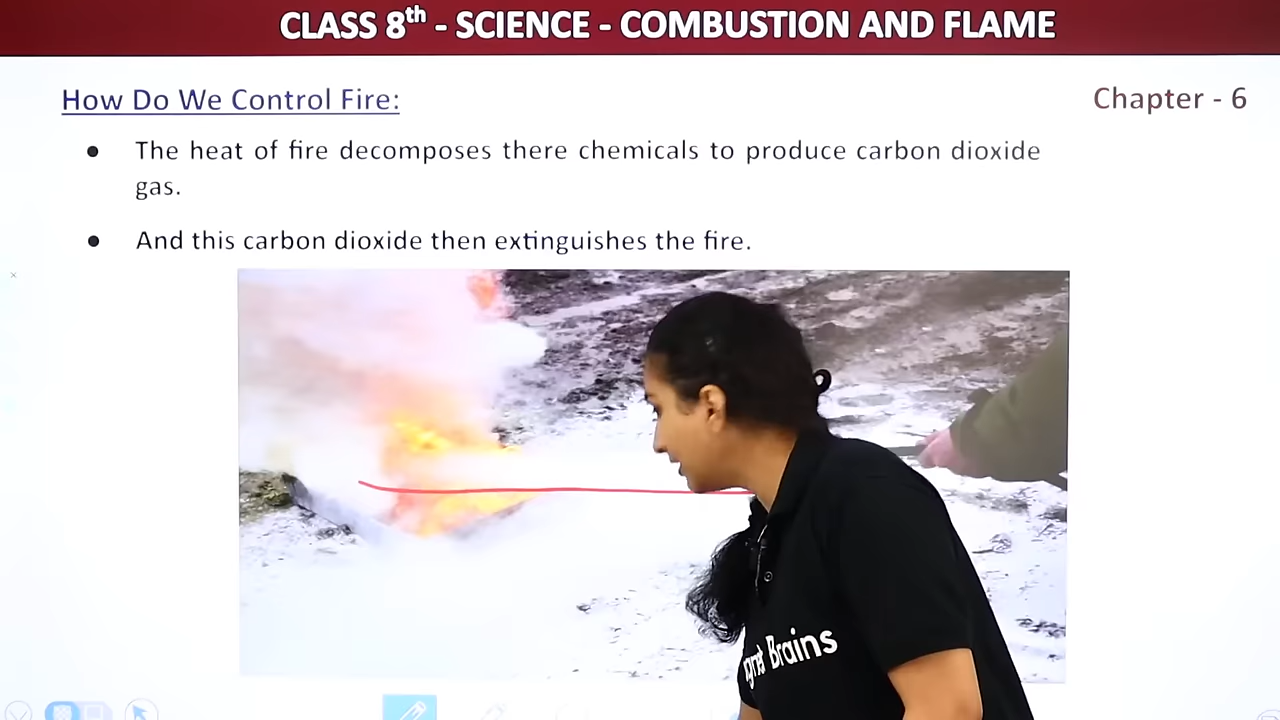 CLASS 8th - SCIENCE - COMBUSTION AND FLAME
How Do We Control Fire:
Chapter - 6
The heat of fire decomposes there chemicals to produce carbon dioxide
gas.
And this carbon dioxide then extinguishes the fire.
Brains